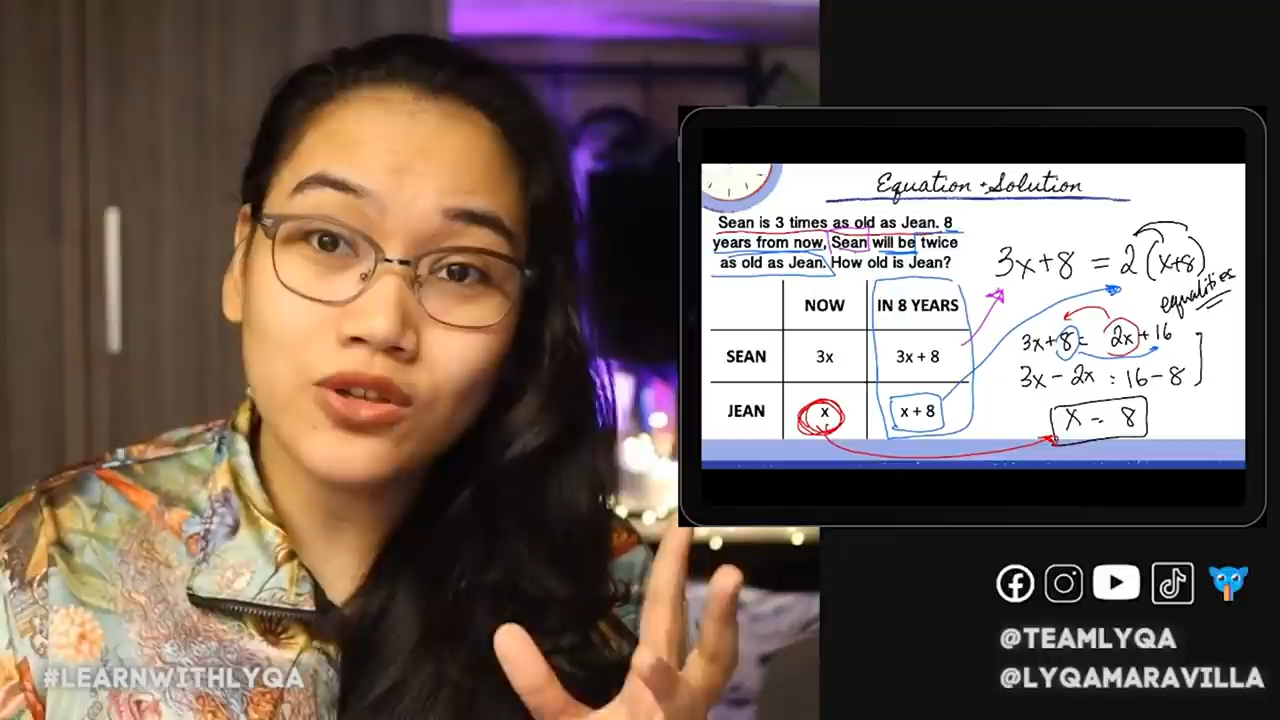 Equation + Solution
Sean is 3 times as old as Jean. 8
years from now, Sean will be twice
as old as Jean. How old is Jean?
3x+8 = 2(x+8)
equalities
NOW
IN 8 YEARS
SEAN
3x
3x + 8
JEAN
x
x + 8
3x+8 = 2x+16
3x - 2x = 16-8
x = 8
#LEARNWITHLYQA
@TEAMLYQA
@LYQAMARAVILLA